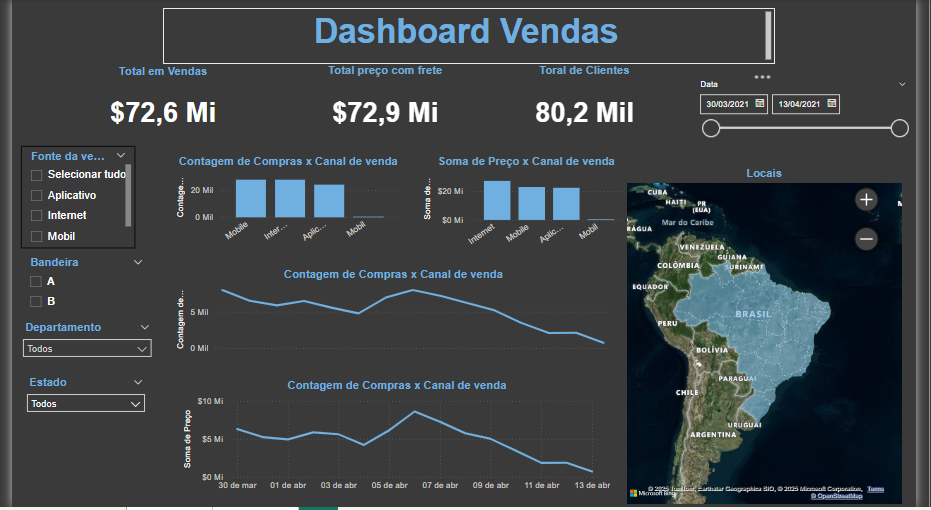 Dashboard Vendas
Total em Vendas
$72,6 Mi
Total preço com frete
$72,9 Mi
Toral de Clientes
80,2 Mil
Data
30/03/2021
13/04/2021
Fonte da ve...
Selecionar tudo
Aplicativo
Internet
Mobil
Bandeira
A
B
Departamento
Todos
Estado
Todos
Contagem de Compras x Canal de venda
Contage...
20 Mil
0 Mil
Mobile
Inter...
Aplic...
Mobil
Soma de Preço x Canal de venda
Soma de...
$20 Mi
$0 Mi
Internet
Mobile
Aplic...
Mobil
Contagem de Compras x Canal de venda
Contagem de...
5 Mil
0 Mil
Contagem de Compras x Canal de venda
Soma de Preço
$10 Mi
$5 Mi
$0 Mi
30 de mar
01 de abr
03 de abr
05 de abr
07 de abr
09 de abr
11 de abr
13 de abr
Locais
CUBA
HAITI
PR
(EUA)
Mar do Caribe
RÁGUA
VENEZUELA
GUIANA
SURINAME
COLÔMBIA
EQUADOR
PERU
BRASIL
BOLÍVIA
PARAGUAI
CHILE
URUGUAI
ARGENTINA
Microsoft Bing
© 2025 TomTom, Earthstar Geographics SIO, © 2025 Microsoft Corporation, Terms
© OpenStreetMap